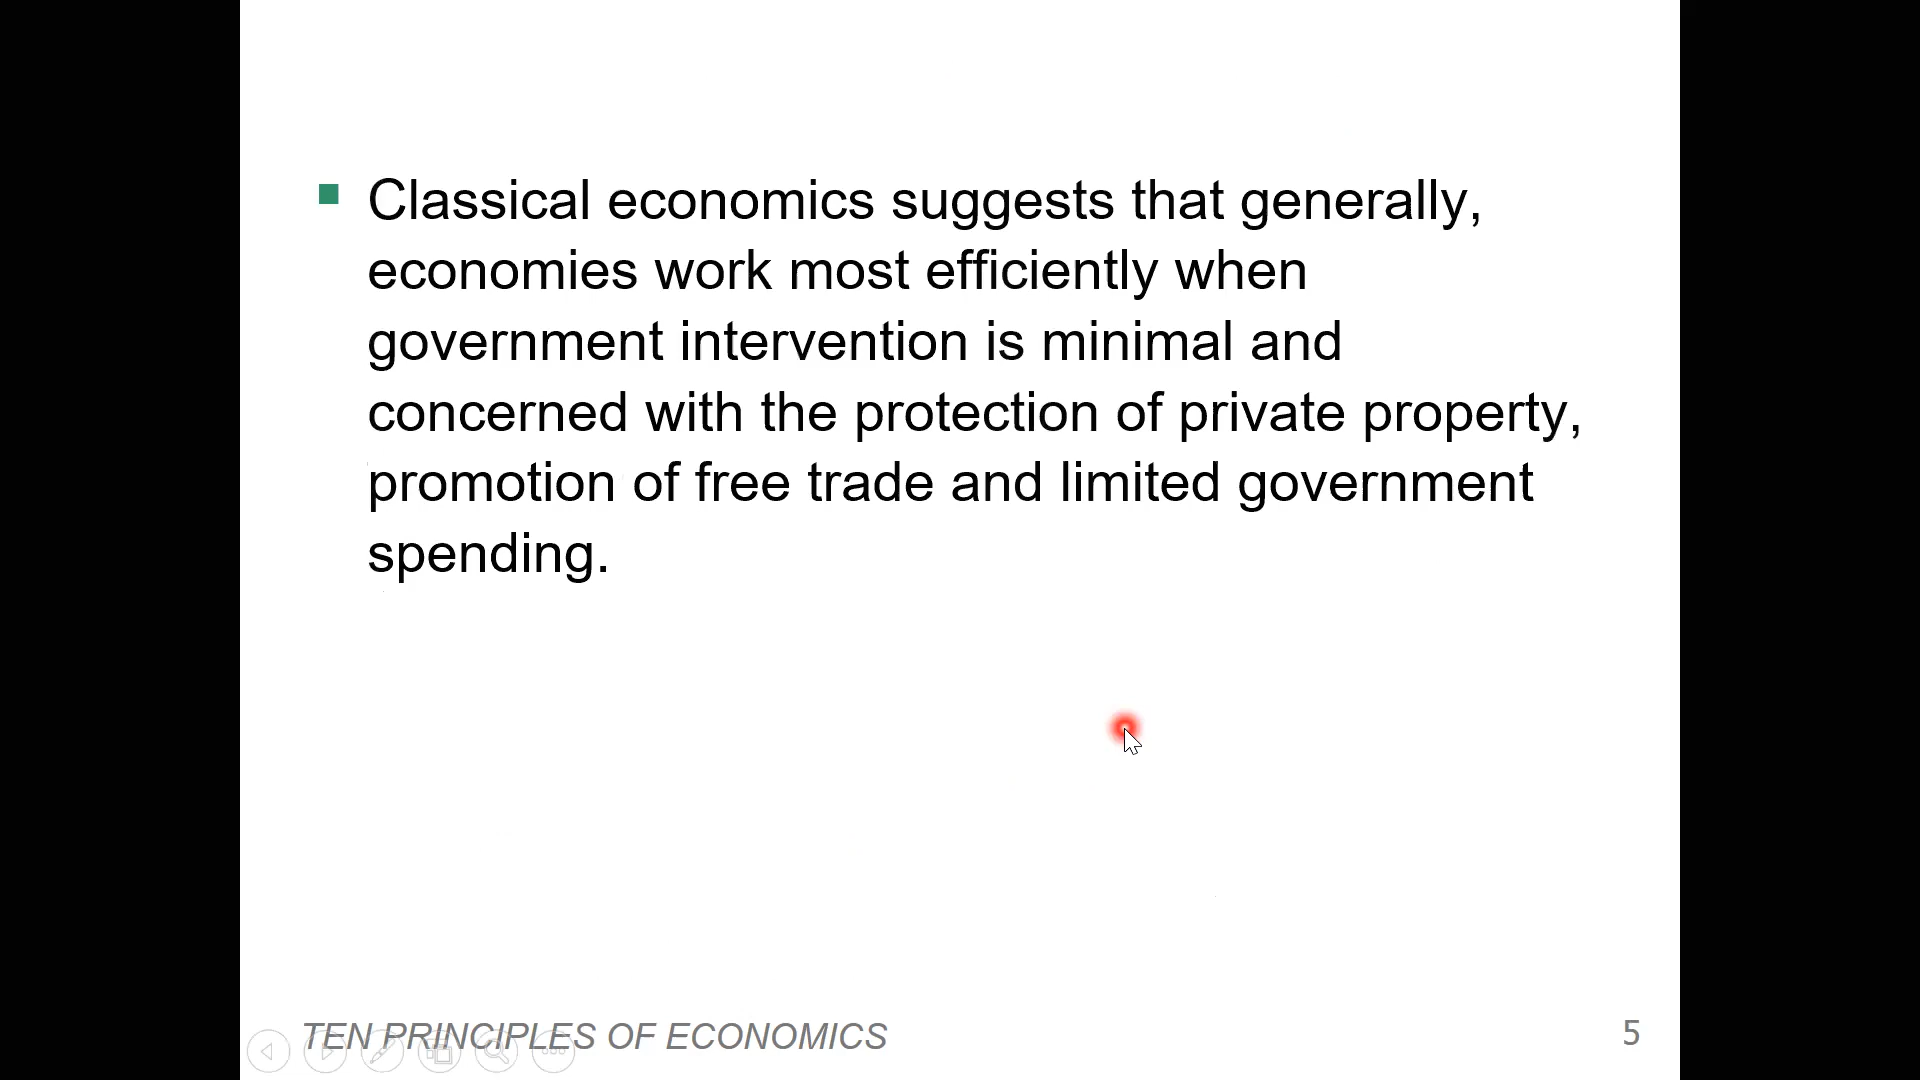 Classical economics suggests that generally,
economies work most efficiently when
government intervention is minimal and
concerned with the protection of private property,
promotion of free trade and limited government
spending.
TEN PRINCIPLES OF ECONOMICS
5